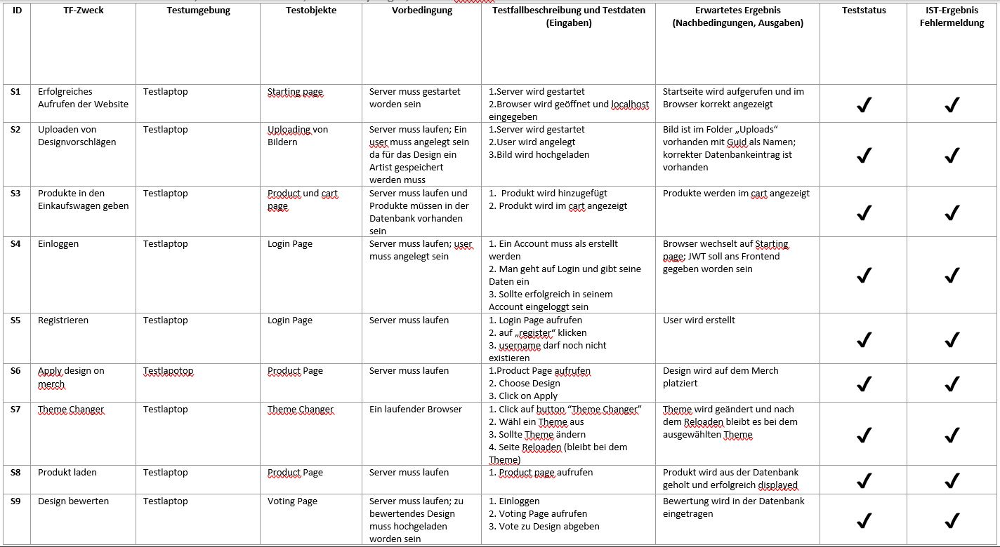 ID TF-Zweck Testumgebung Testobjekte Vorbedingung Testfallbeschreibung und Testdaten (Eingaben) Erwartetes Ergebnis (Nachbedingungen, Ausgaben) Teststatus IST-Ergebnis Fehlermeldung
S1
Erfolgreiches
Aufrufen der Website
Testlaptop
Starting page
Server muss gestartet
worden sein
1.Server wird gestartet
2.Browser wird geöffnet und localhost
eingegeben
Startseite wird aufgerufen und im
Browser korrekt angezeigt
✓
✓
S2
Uploaden von
Designvorschlägen
Testlaptop
Uploading von
Bildern
Server muss laufen; Ein
user muss angelegt sein
da für das Design ein
Artist gespeichert
werden muss
1.Server wird gestartet
2.User wird angelegt
3.Bild wird hochgeladen
Bild ist im Folder „Uploads“
vorhanden mit Guid als Namen;
korrekter Datenbankeintrag ist
vorhanden
✓
✓
S3
Produkte in den
Einkaufswagen geben
Testlaptop
Product und cart
page
Server muss laufen und
Produkte müssen in der
Datenbank vorhanden
sein
1. Produkt wird hinzugefügt
2. Produkt wird im cart angezeigt
Produkte werden im cart angezeigt
✓
✓
S4
Einloggen
Testlaptop
Login Page
Server muss laufen; user
muss angelegt sein
1. Ein Account muss als erstellt
werden
2. Man geht auf Login und gibt seine
Daten ein
3. Sollte erfolgreich in seinem
Account eingeloggt sein
Browser wechselt auf Starting
page; JWT soll ans Frontend
gegeben worden sein
✓
✓
S5
Registrieren
Testlaptop
Login Page
Server muss laufen
1. Login Page aufrufen
2. auf „register“ klicken
3. username darf noch nicht
existieren
User wird erstellt
✓
✓
S6
Apply design on
merch
Testlapotop
Product Page
Server muss laufen
1.Product Page aufrufen
2. Choose Design
3. Click on Apply
Design wird auf dem Merch
platziert
✓
✓
S7
Theme Changer
Testlaptop
Theme Changer
Ein laufender Browser
1. Click auf button “Theme Changer”
2. Wähl ein Theme aus
3. Sollte Theme ändern
4. Seite Reloaden (bleibt bei dem
Theme)
Theme wird geändert und nach
dem Reloaden bleibt es bei dem
ausgewählten Theme
✓
✓
S8
Produkt laden
Testlaptop
Product Page
Server muss laufen
1. Product page aufrufen
Produkt wird aus der Datenbank
geholt und erfolgreich displayed
✓
✓
S9
Design bewerten
Testlaptop
Voting Page
Server muss laufen; zu
bewertendes Design
muss hochgeladen
worden sein
1. Einloggen
2. Voting Page aufrufen
3. Vote zu Design abgeben
Bewertung wird in der Datenbank
eingetragen
✓
✓